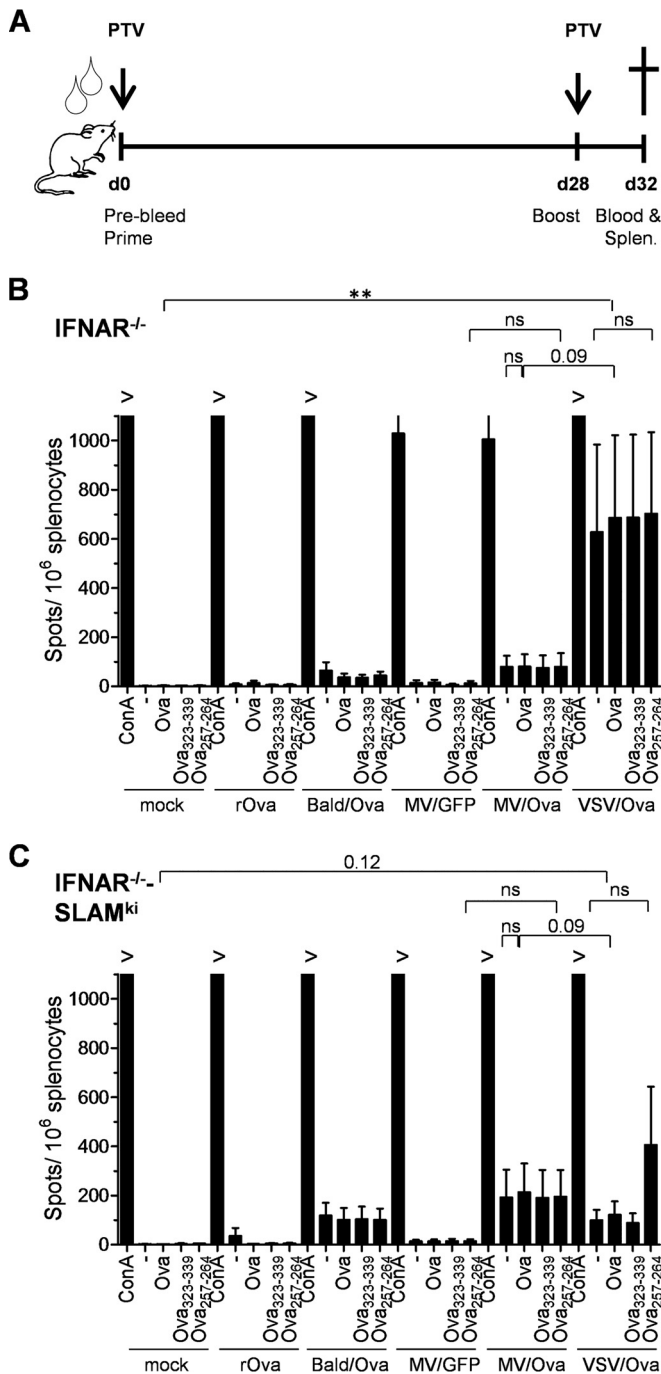 A
PTV PTV
d0 d28 d32
Pre-bleed Boost Blood &
Prime Splen.
B
IFNAR-/-
**
ns ns
ns 0.09
> > > >
Spots/ 10⁶ splenocytes
1000
800
600
400
200
0
ConA - Ova Ova323-339 Ova257-264 ConA - Ova Ova323-339 Ova257-264 ConA - Ova Ova323-339 Ova257-264 ConA - Ova Ova323-339 Ova257-264 ConA - Ova Ova323-339 Ova257-264 ConA - Ova Ova323-339 Ova257-264
mock rOva Bald/Ova MV/GFP MV/Ova VSV/Ova
C
IFNAR-/--
SLAMki
0.12
ns ns
ns 0.09
> > > > > >
Spots/ 10⁶ splenocytes
1000
800
600
400
200
0
ConA - Ova Ova323-339 Ova257-264 ConA - Ova Ova323-339 Ova257-264 ConA - Ova Ova323-339 Ova257-264 ConA - Ova Ova323-339 Ova257-264 ConA - Ova Ova323-339 Ova257-264 ConA - Ova Ova323-339 Ova257-264
mock rOva Bald/Ova MV/GFP MV/Ova VSV/Ova